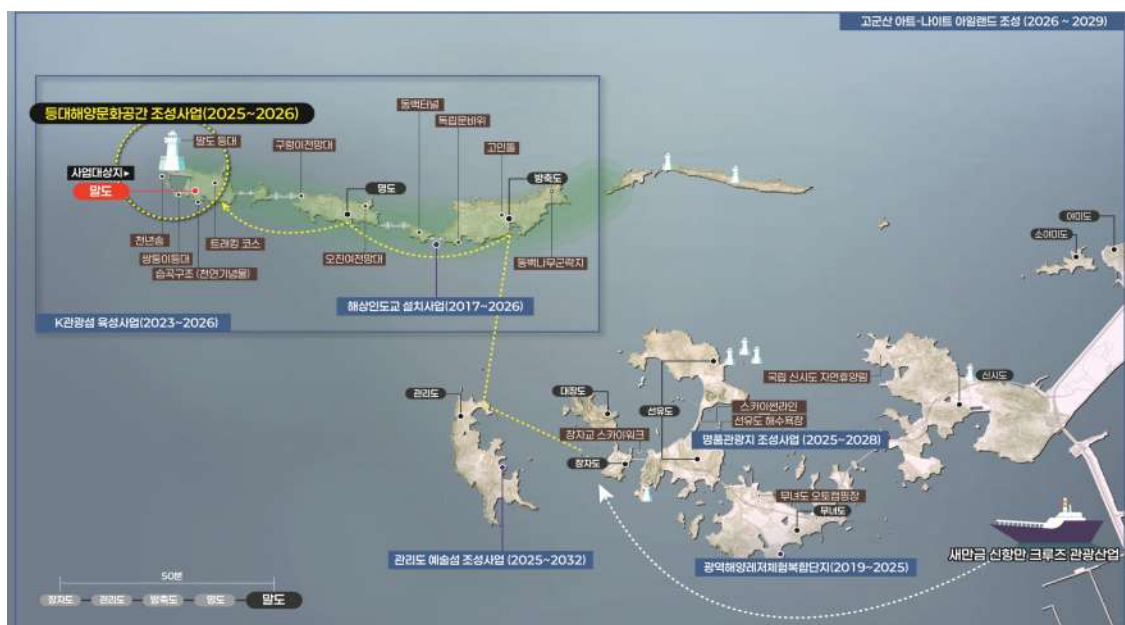 고군산 아트-나이트 아일랜드 조성 (2026 ~ 2029)
등대해양문화공간 조성사업(2025~2026)
동백터널
독립문바위
말도 등대
구렁이전망대
고인돌
사업대상지▸
말도
명도
방축도
천년송
트래킹 코스
쌍둥이등대
습곡구조 (천연기념물)
오진여전망대
동백나무군락지
해상인도교 설치사업(2017~2026)
K관광섬 육성사업(2023~2026)
야미도
소야미도
국립 신시도 자연휴양림
신시도
관리도
대장도
선유도
스카이썬라인
선유도 해수욕장
장자교 스카이워크
명품관광지 조성사업 (2025~2028)
장자도
무녀도 오토캠핑장
무녀도
관리도 예술섬 조성사업 (2025~2032)
광역해양레저체험복합단지(2019~2025)
새만금 신항만 크루즈 관광산업
50분
장자도
관리도
방축도
명도
말도